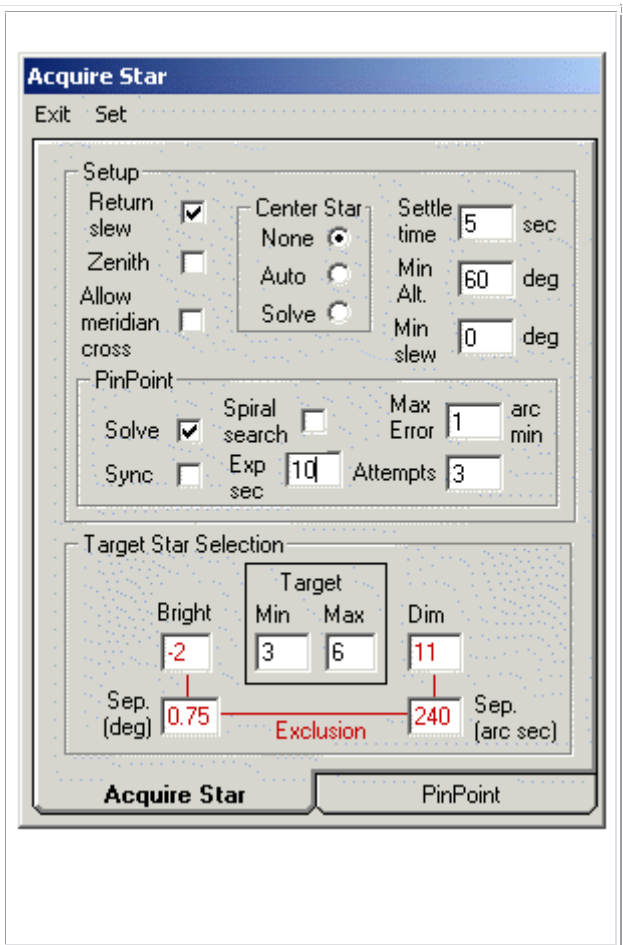 Acquire Star
Exit Set
Setup
Return
slew
Zenith
Allow
meridian
cross
Center Star
None
Auto
Solve
Settle
time 5 sec
Min
Alt. 60 deg
Min
slew 0 deg
PinPoint
Solve
Sync
Spiral
search
Exp
sec 10
Max
Error 1 arc
min
Attempts 3
Target Star Selection
Target
Bright Min Max Dim
-2 3 6 11
Sep.
(deg) 0.75 Exclusion 240 Sep.
(arc sec)
Acquire Star PinPoint